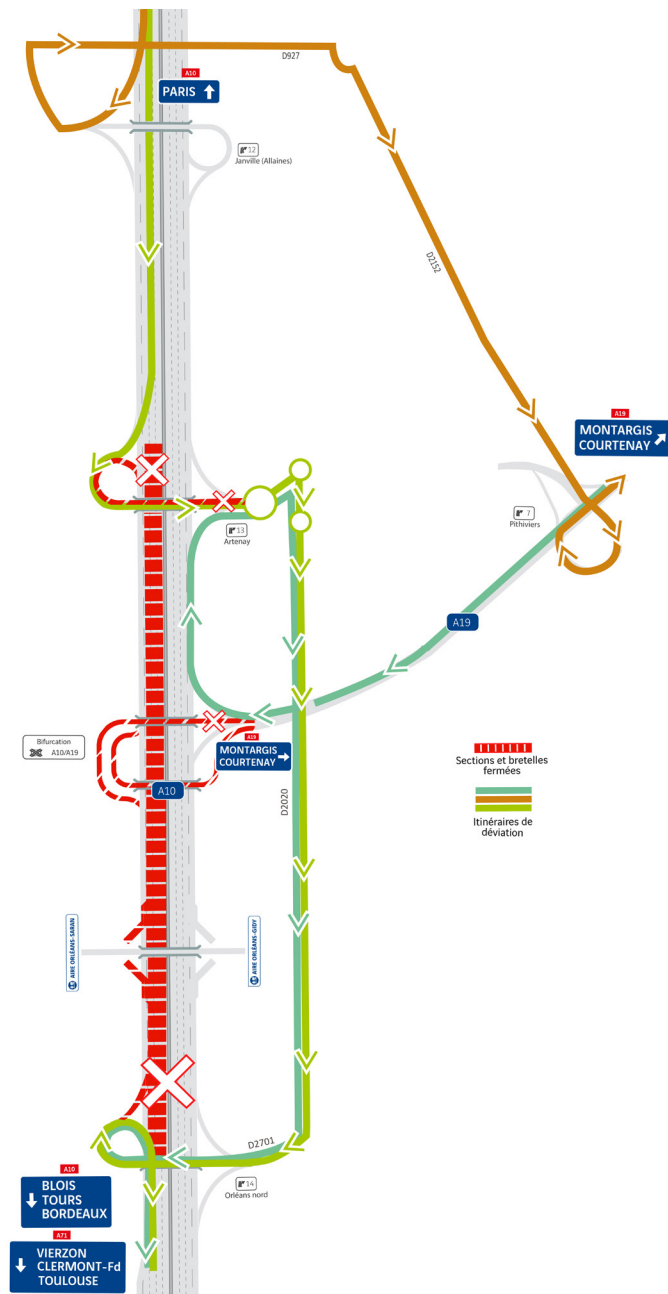 D927
A10
PARIS
12
Janville (Allaines)
D2152
A19
MONTARGIS
COURTENAY
7
Pithiviers
13
Artenay
A19
Bifurcation
A10/A19
A19
MONTARGIS
COURTENAY
A10
D2020
Sections et bretelles
fermées
Itinéraires de
déviation
AIRE ORLÉANS-SARAN
AIRE ORLÉANS-GIDY
D2701
14
Orléans nord
A10
BLOIS
TOURS
BORDEAUX
A71
VIERZON
CLERMONT-Fd
TOULOUSE